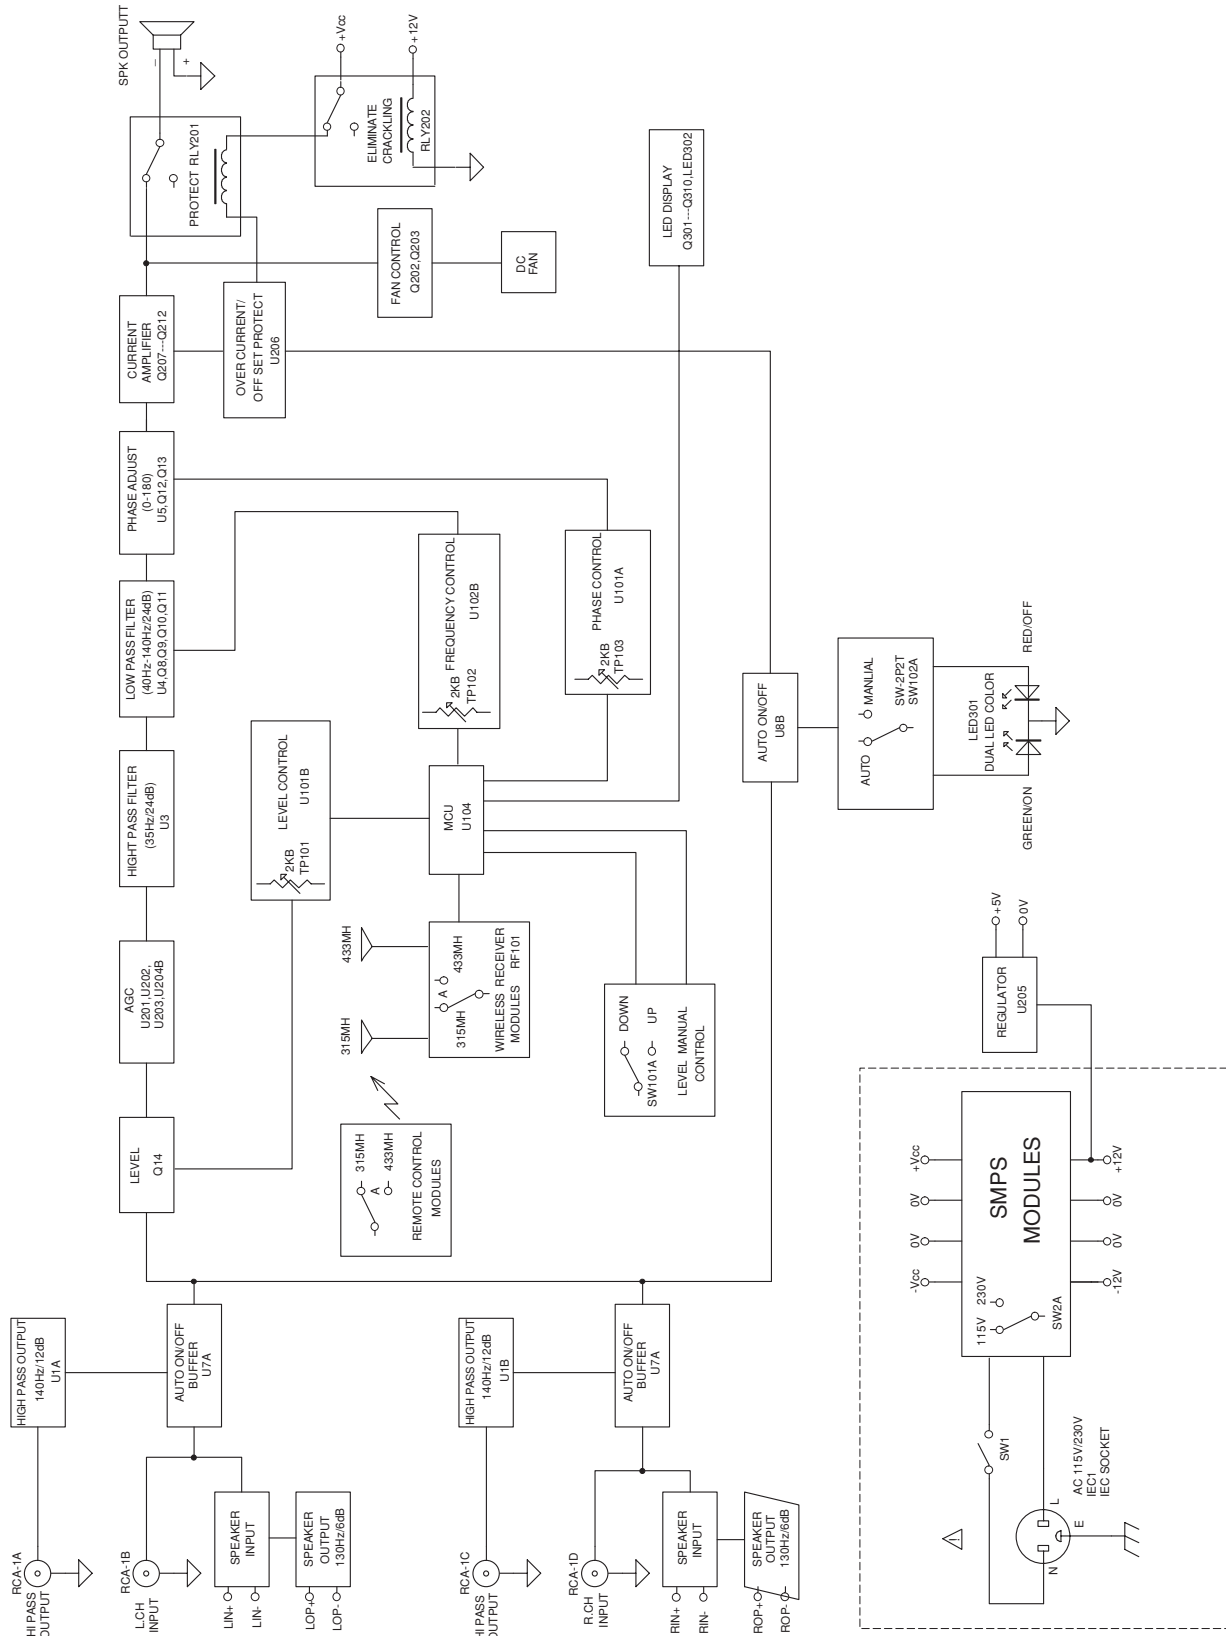 SPK OUTPUTT
−
+
PROTECT RLY201
+Vcc
+12V
ELIMINATE
CRACKLING
RLY202
CURRENT
AMPLIFIER
Q207---Q212
OVER CURRENT/
OFF SET PROTECT
U206
FAN CONTROL
Q202,Q203
DC
FAN
LED DISPLAY
Q301---Q310,LED302
PHASE ADJUST
(0-180)
U5,Q12,Q13
LOW PASS FILTER
(40Hz-140Hz/24dB)
U4,Q8,Q9,Q10,Q11
HIGHT PASS FILTER
(35Hz/24dB)
U3
AGC
U201,U202,
U203,U204B
LEVEL
Q14
LEVEL CONTROL
U101B
2KB
TP101
FREQUENCY CONTROL
U102B
2KB
TP102
PHASE CONTROL
U101A
2KB
TP103
MCU
U104
433MH
315MH
433MH
A
315MH
WIRELESS RECEIVER
MODULES RF101
315MH
A
433MH
REMOTE CONTROL
MODULES
DOWN
SW101A
UP
LEVEL MANUAL
CONTROL
AUTO ON/OFF
U8B
AUTO
MANLIAL
SW-2P2T
SW102A
LED301
DUAL LED COLOR
RED/OFF
GREEN/ON
HIGH PASS OUTPUT
140Hz/12dB
U1A
AUTO ON/OFF
BUFFER
U7A
RCA-1A
HI PASS
OUTPUT
RCA-1B
L.CH
INPUT
SPEAKER
INPUT
LIN+
LIN-
SPEAKER
OUTPUT
130Hz/6dB
LOP+
LOP-
HIGH PASS OUTPUT
140Hz/12dB
U1B
AUTO ON/OFF
BUFFER
U7A
RCA-1C
HI PASS
OUTPUT
RCA-1D
R.CH
INPUT
SPEAKER
INPUT
RIN+
RIN-
SPEAKER
OUTPUT
130Hz/6dB
ROP+
ROP-
REGULATOR
U205
+5V
0V
SMPS
MODULES
-Vcc
0V
0V
+Vcc
-12V
0V
0V
+12V
115V
230V
SW2A
SW1
AC 115V/230V
IEC1
IEC SOCKET
N
L
E
!